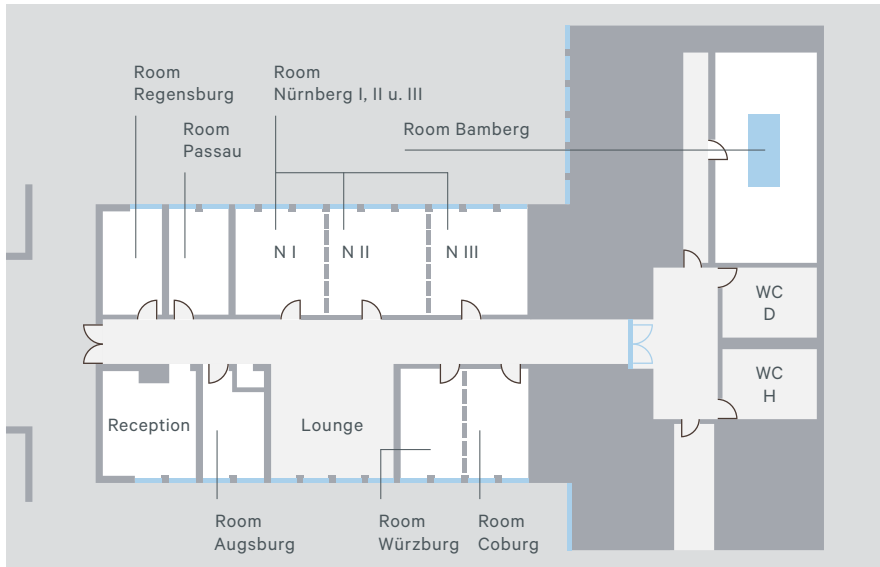 Room
Regensburg
Room
Nürnberg I, II u. III
Room
Passau
Room Bamberg
N I
N II
N III
WC
D
WC
H
Reception
Lounge
Room
Augsburg
Room
Würzburg
Room
Coburg